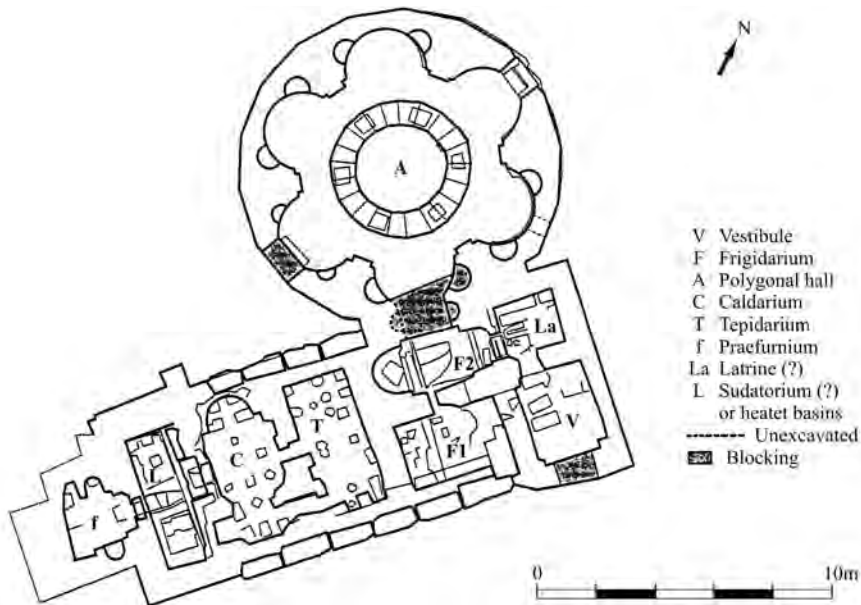 N
A
V Vestibule
F Frigidarium
A Polygonal hall
C Caldarium
T Tepidarium
f Praefurnium
La Latrine (?)
L Sudatorium (?)
or heatet basins
Unexcavated
Blocking
La
F2
V
T
F1
C
L
f
0 10m